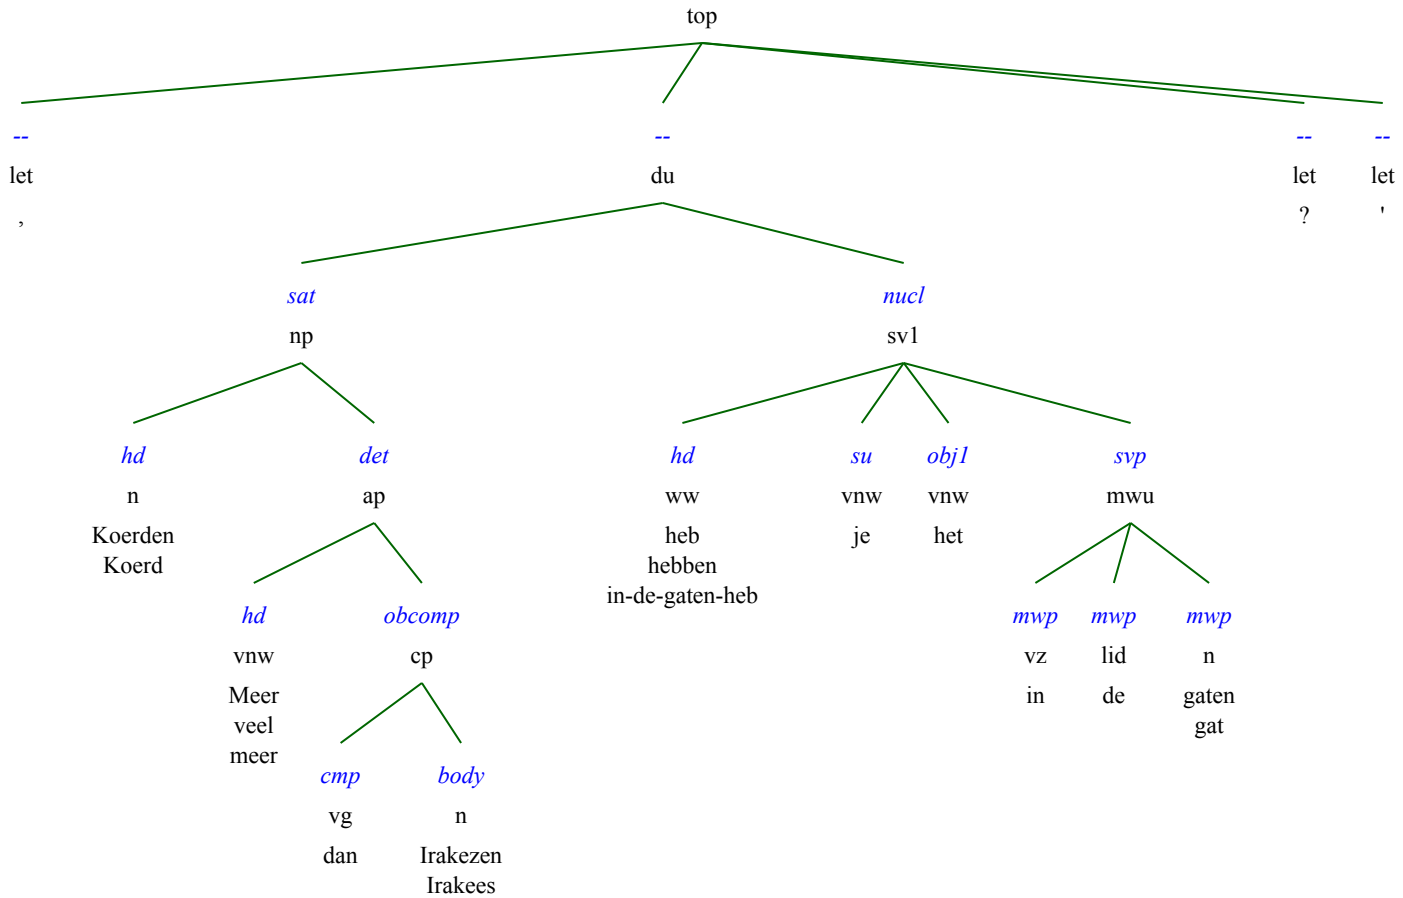 top
-- -- -- --
let du let let
, ? '
sat nucl
np sv1
hd det hd su obj1 svp
n ap ww vnw vnw mwu
Koerden heb je het
Koerd hebben
in-de-gaten-heb
hd obcomp mwp mwp mwp
vnw cp vz lid n
Meer in de gaten
veel gat
meer
cmp body
vg n
dan Irakezen
Irakees